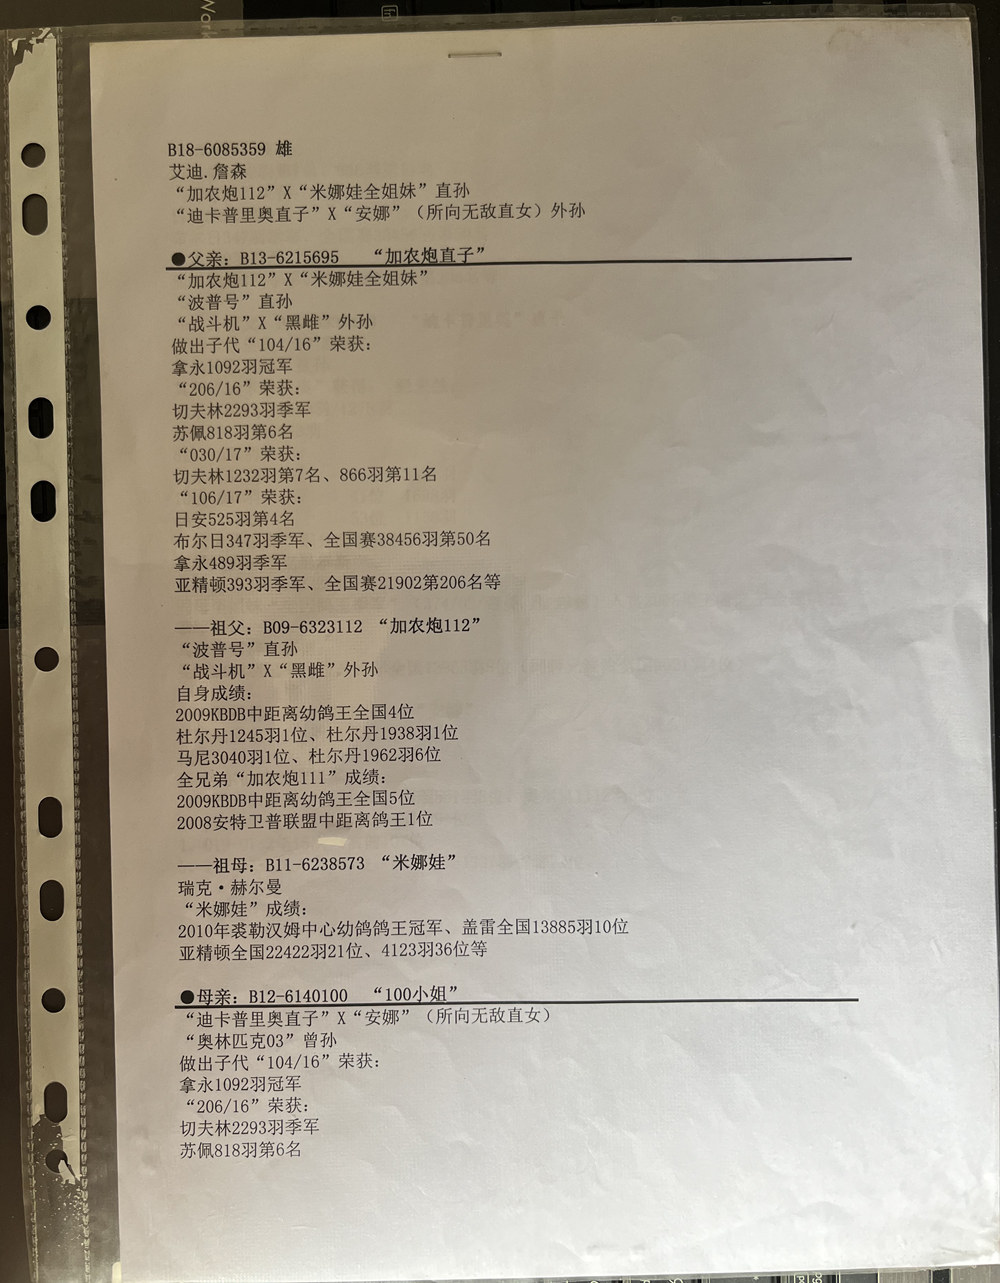 B18-6085359 雄
艾迪.詹森
“加农炮112”X“米娜娃全姐妹”直孙
“迪卡普里奥直子”X“安娜”（所向无敌直女）外孙
●父亲：B13-6215695 “加农炮直子”
“加农炮112”X“米娜娃全姐妹”
“波普号”直孙
“战斗机”X“黑雌”外孙
做出子代“104/16”荣获：
拿永1092羽冠军
“206/16”荣获：
切夫林2293羽季军
苏佩818羽第6名
“030/17”荣获：
切夫林1232羽第7名、866羽第11名
“106/17”荣获：
日安525羽第4名
布尔日347羽季军、全国赛38456羽第50名
拿永489羽季军
亚精顿393羽季军、全国赛21902第206名等
——祖父：B09-6323112 “加农炮112”
“波普号”直孙
“战斗机”X“黑雌”外孙
自身成绩：
2009KBDB中距离幼鸽王全国4位
杜尔丹1245羽1位、杜尔丹1938羽1位
马尼3040羽1位、杜尔丹1962羽6位
全兄弟“加农炮111”成绩：
2009KBDB中距离幼鸽王全国5位
2008安特卫普联盟中距离鸽王1位
——祖母：B11-6238573 “米娜娃”
瑞克·赫尔曼
“米娜娃”成绩：
2010年裘勒汉姆中心幼鸽鸽王冠军、盖雷全国13885羽10位
亚精顿全国22422羽21位、4123羽36位等
●母亲：B12-6140100 “100小姐”
“迪卡普里奥直子”X“安娜”（所向无敌直女）
“奥林匹克03”曾孙
做出子代“104/16”荣获：
拿永1092羽冠军
“206/16”荣获：
切夫林2293羽季军
苏佩818羽第6名